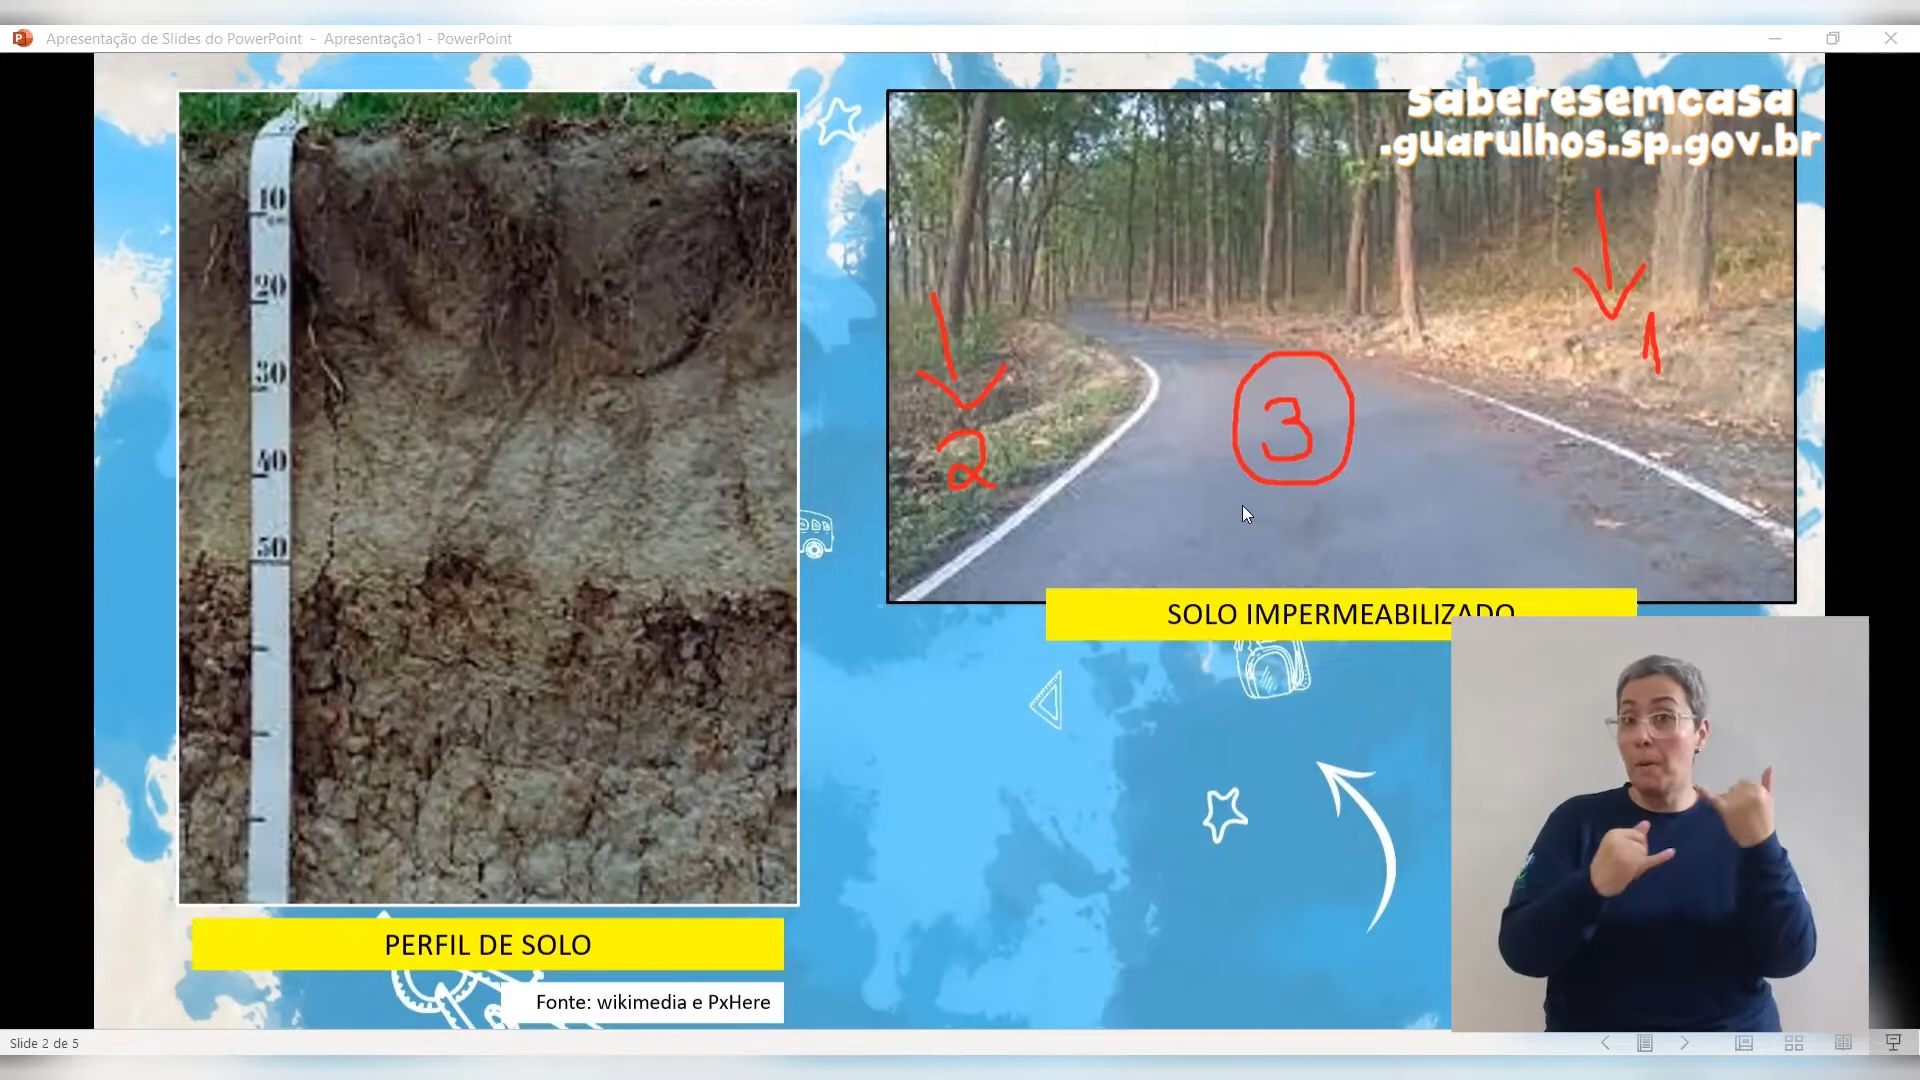 Apresentação de Slides do PowerPoint - Apresentação1 - PowerPoint
saberesemcasa
.guarulhos.sp.gov.br
10
20
30
40
50
1
2
3
SOLO IMPERMEABILIZADO
PERFIL DE SOLO
Fonte: wikimedia e PxHere
Slide 2 de 5